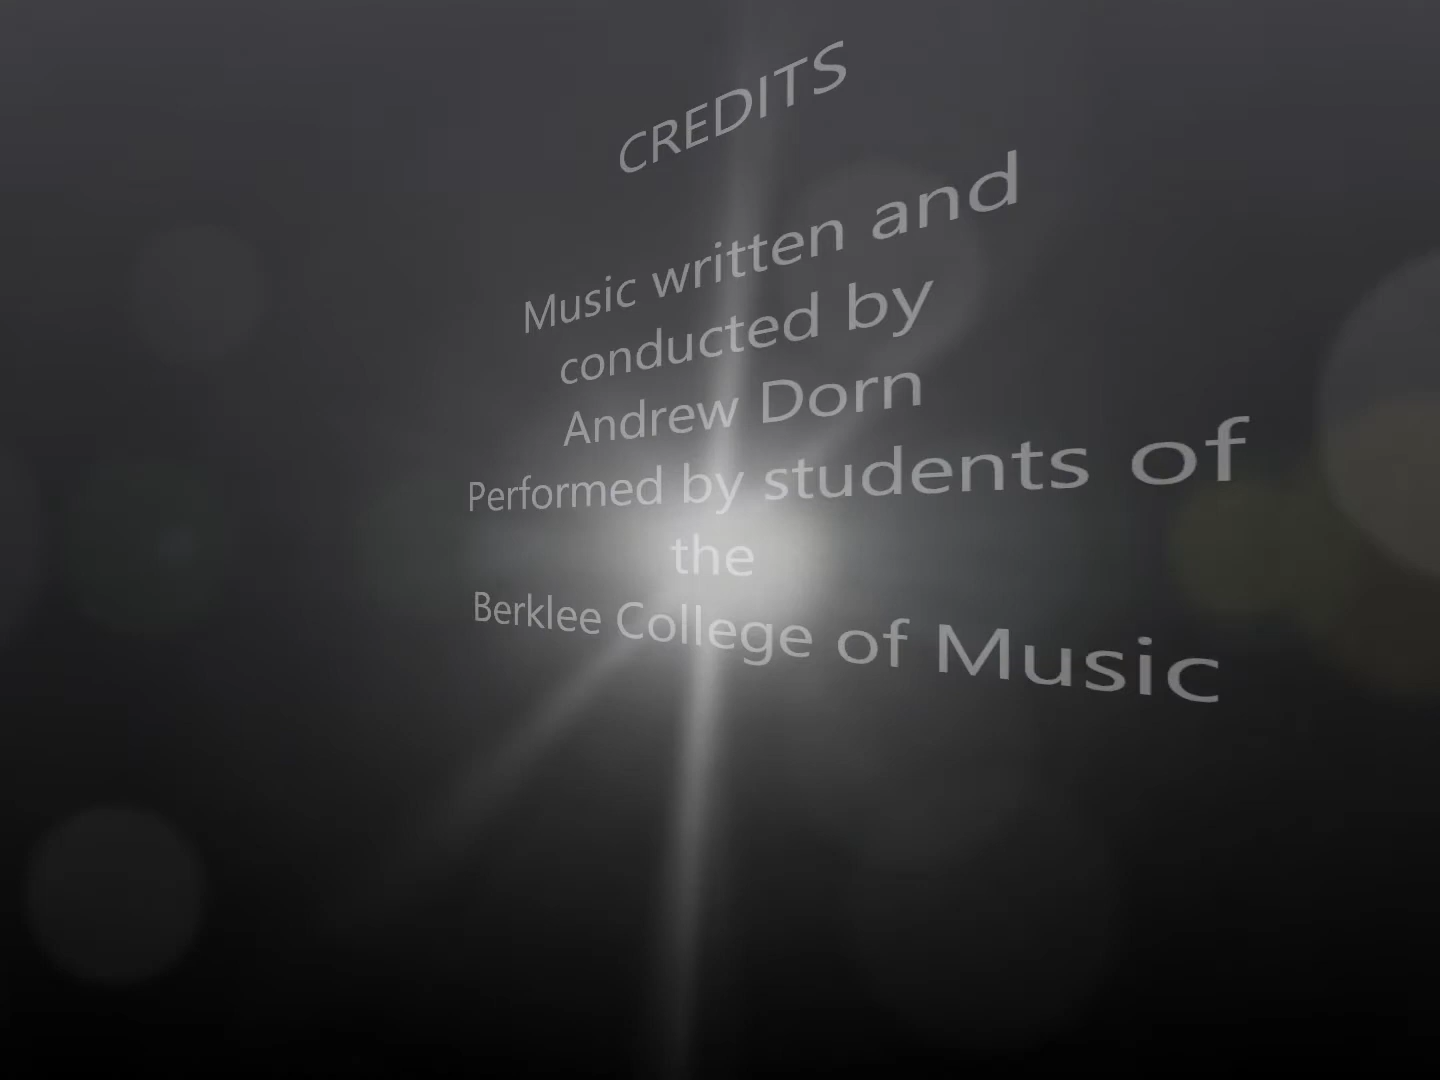 CREDITS
Music written and
conducted by
Andrew Dorn
Performed by students of
the
Berklee College of Music